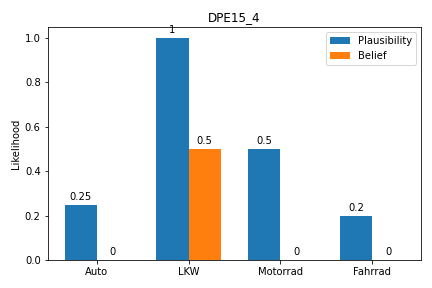 DPE15_4
Plausibility
Belief
Likelihood
1.0
0.8
0.6
0.4
0.2
0.0
0.25
0
1
0.5
0.5
0
0.2
0
Auto
LKW
Motorrad
Fahrrad